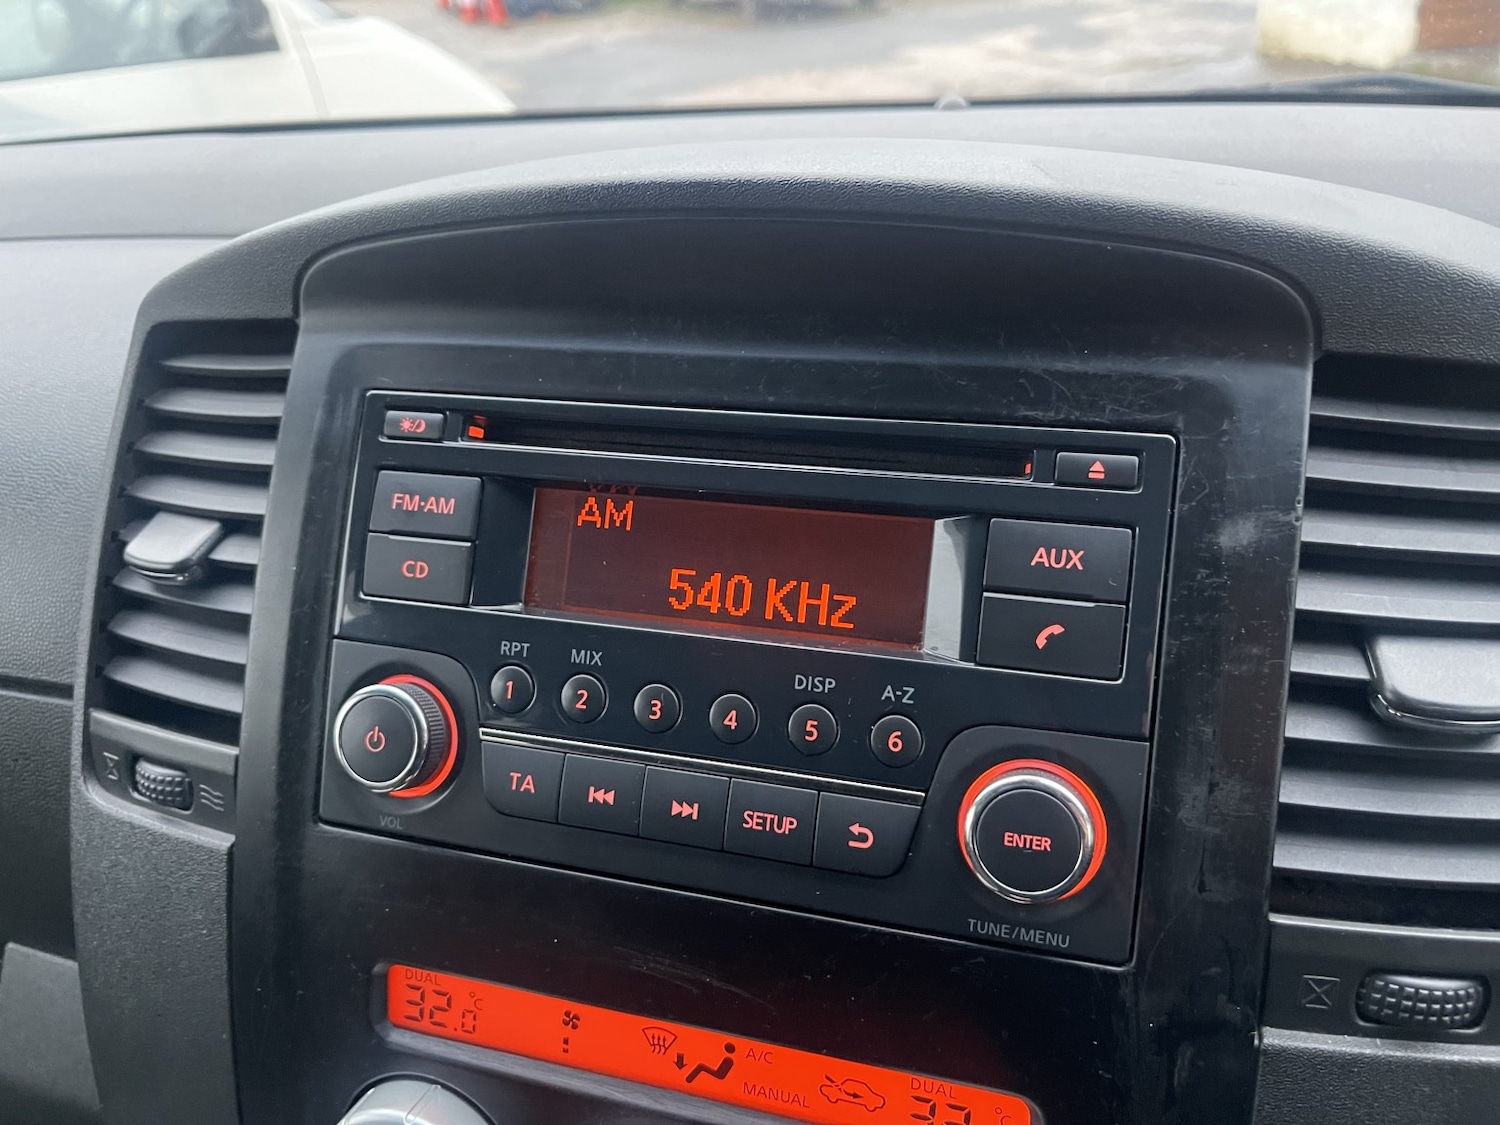 FM·AM
CD
AM
540 KHz
AUX
RPT
MIX
DISP
A-Z
1
2
3
4
5
6
VOL
TA
SETUP
ENTER
TUNE/MENU
DUAL
32.0 °C
A/C
MANUAL
DUAL
°C